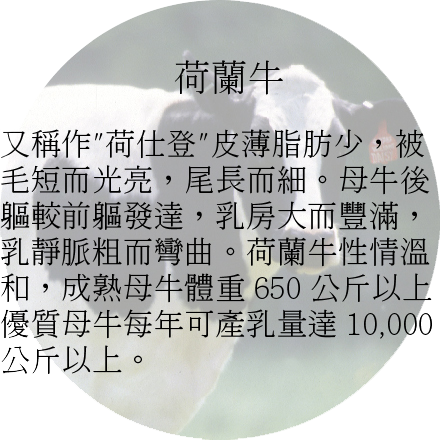 荷蘭牛
又稱作"荷仕登"皮薄脂肪少，被
毛短而光亮，尾長而細。母牛後
軀較前軀發達，乳房大而豐滿，
乳靜脈粗而彎曲。荷蘭牛性情溫
和，成熟母牛體重 650 公斤以上
優質母牛每年可產乳量達 10,000
公斤以上。